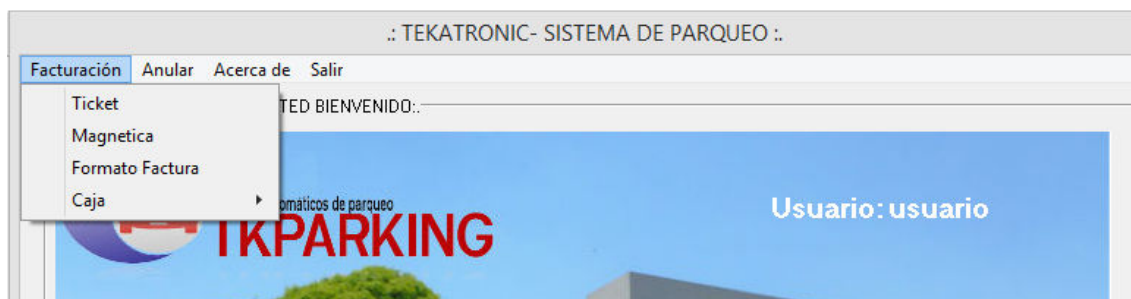 .: TEKATRONIC- SISTEMA DE PARQUEO :.
Facturación Anular Acerca de Salir
TED BIENVENIDO:.
Ticket
Magnetica
Formato Factura
Caja
omáticos de parqueo
TKPARKING
Usuario: usuario